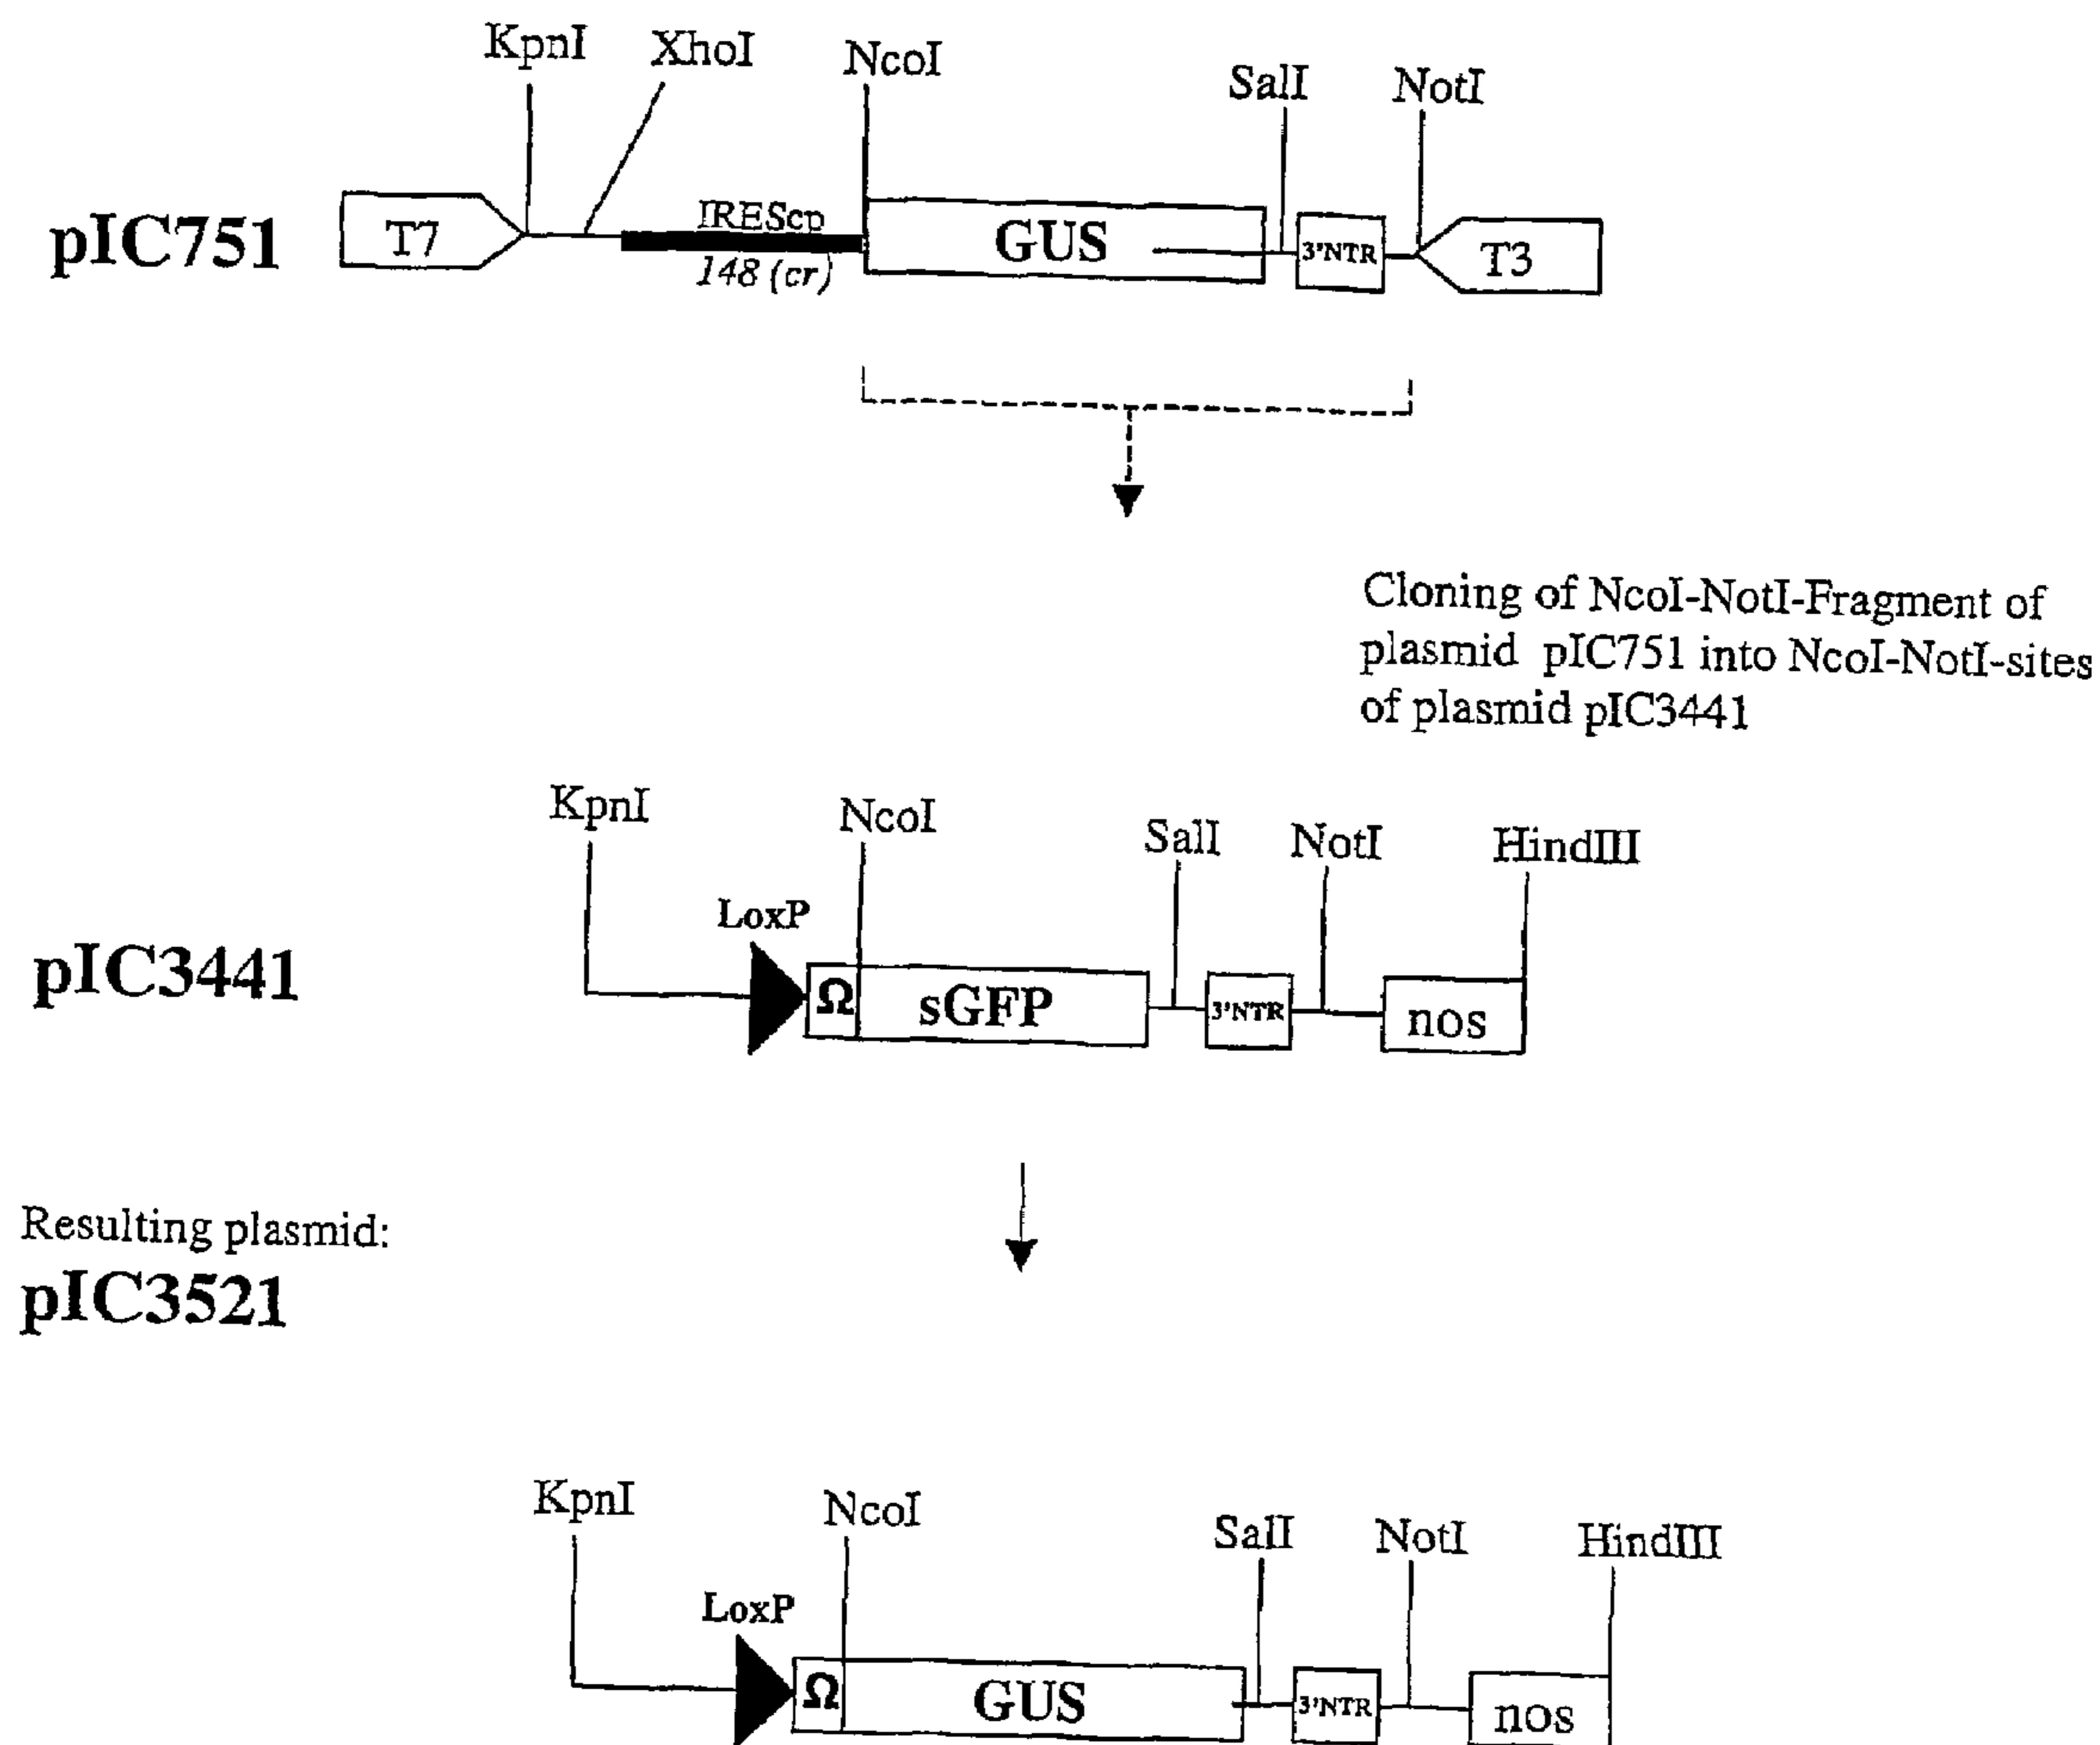 KpnI XhoI NcoI SalI NotI
pIC751 T7 IREScp GUS 3'NTR T3
148 (cr)
Cloning of NcoI-NotI-Fragment of
plasmid pIC751 into NcoI-NotI-sites
of plasmid pIC3441
KpnI NcoI SalI NotI HindIII
LoxP
pIC3441 Ω sGFP 3'NTR nos
Resulting plasmid:
pIC3521
KpnI NcoI SalI NotI HindIII
LoxP
Ω GUS 3'NTR nos